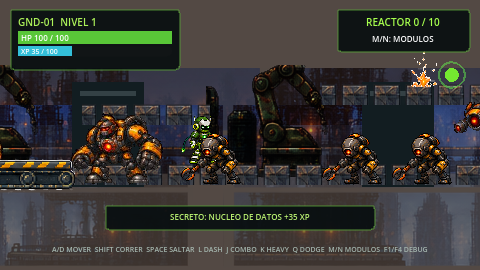 GND-01 NIVEL 1
HP 100 / 100
XP 35 / 100
REACTOR 0 / 10
M/N: MODULOS
SECRETO: NUCLEO DE DATOS +35 XP
A/D MOVER SHIFT CORRER SPACE SALTAR L DASH J COMBO K HEAVY Q DODGE M/N MODULOS F1/F4 DEBUG